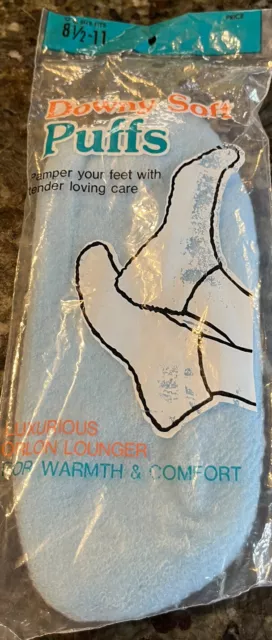 8½-11
PRICE
Downy Soft
Puffs
Pamper your feet with
tender loving care
LUXURIOUS
ORLON LOUNGER
FOR WARMTH & COMFORT